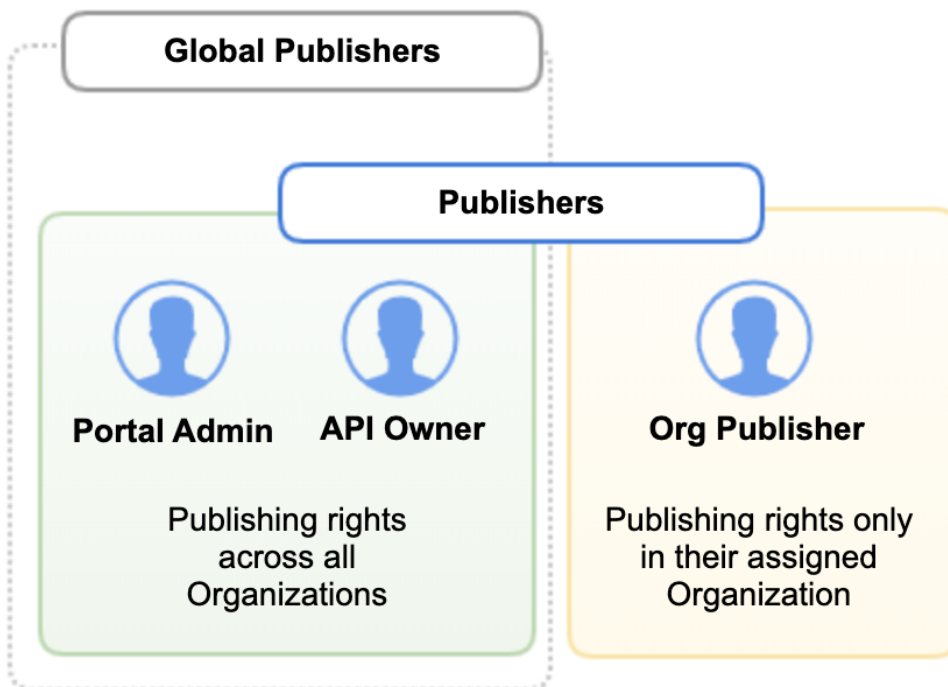 Global Publishers
Publishers
Portal Admin
API Owner
Org Publisher
Publishing rights
across all
Organizations
Publishing rights only
in their assigned
Organization